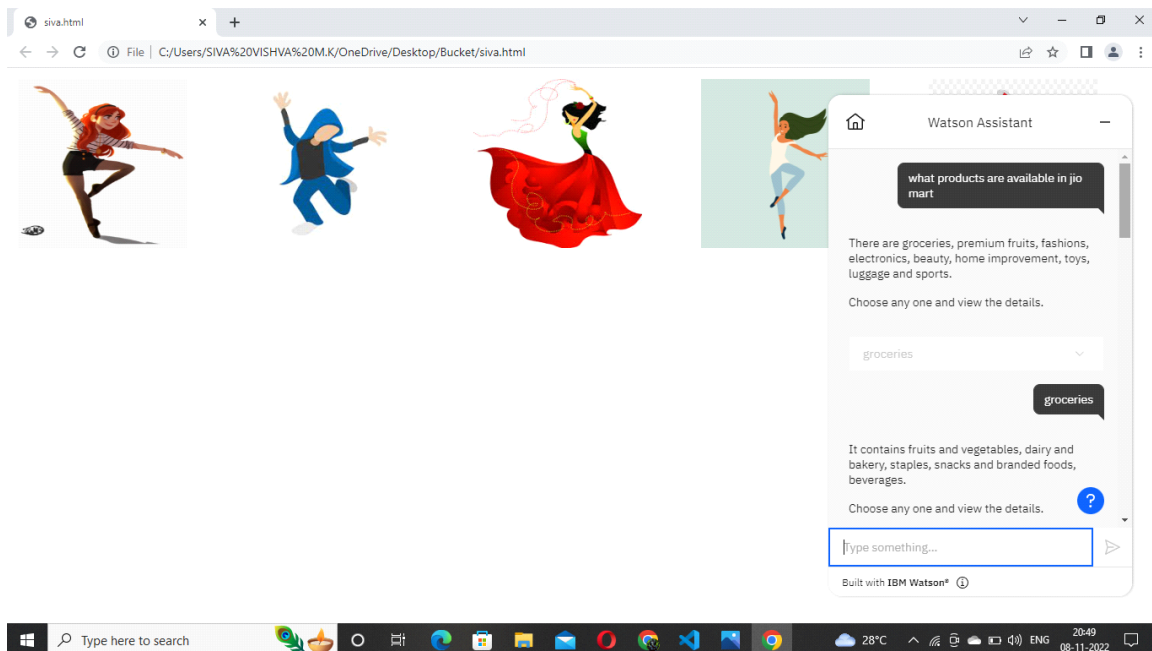 siva.html
File | C:/Users/SIVA%20VISHVA%20M.K/OneDrive/Desktop/Bucket/siva.html
Watson Assistant
what products are available in jio
mart
There are groceries, premium fruits, fashions,
electronics, beauty, home improvement, toys,
luggage and sports.
Choose any one and view the details.
groceries
groceries
It contains fruits and vegetables, dairy and
bakery, staples, snacks and branded foods,
beverages.
Choose any one and view the details.
?
Type something...
Built with IBM Watson®
Type here to search
28°C
ENG
20:49
08-11-2022